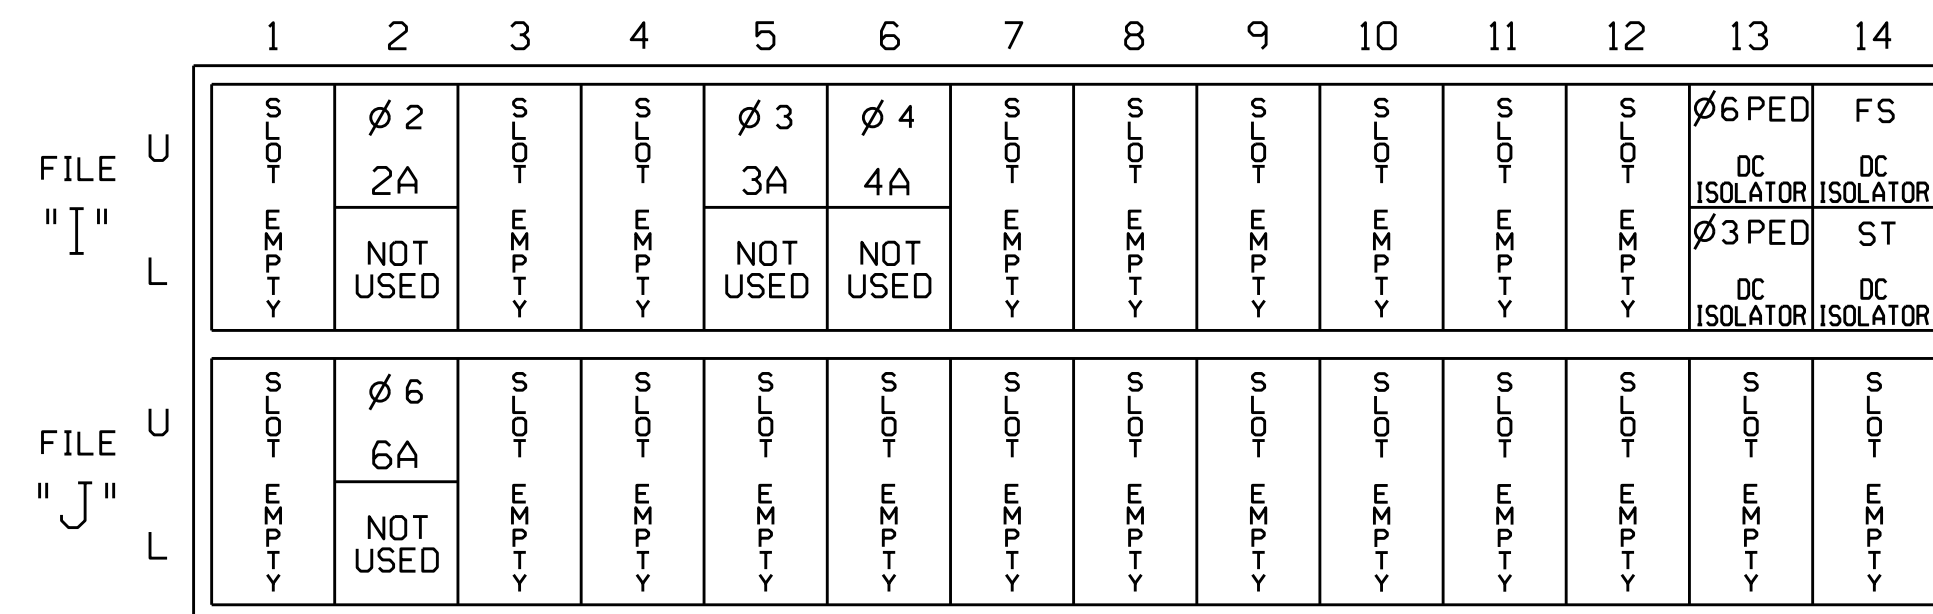 1 2 3 4 5 6 7 8 9 10 11 12 13 14
FILE "I"
U
L
SLOT EMPTY
Ø 2
2A
NOT
USED
SLOT EMPTY
SLOT EMPTY
Ø 3
3A
NOT
USED
Ø 4
4A
NOT
USED
SLOT EMPTY
SLOT EMPTY
SLOT EMPTY
SLOT EMPTY
SLOT EMPTY
SLOT EMPTY
Ø6 PED
DC
ISOLATOR
Ø3 PED
DC
ISOLATOR
FS
DC
ISOLATOR
ST
DC
ISOLATOR
FILE "J"
U
L
SLOT EMPTY
Ø 6
6A
NOT
USED
SLOT EMPTY
SLOT EMPTY
SLOT EMPTY
SLOT EMPTY
SLOT EMPTY
SLOT EMPTY
SLOT EMPTY
SLOT EMPTY
SLOT EMPTY
SLOT EMPTY
SLOT EMPTY
SLOT EMPTY